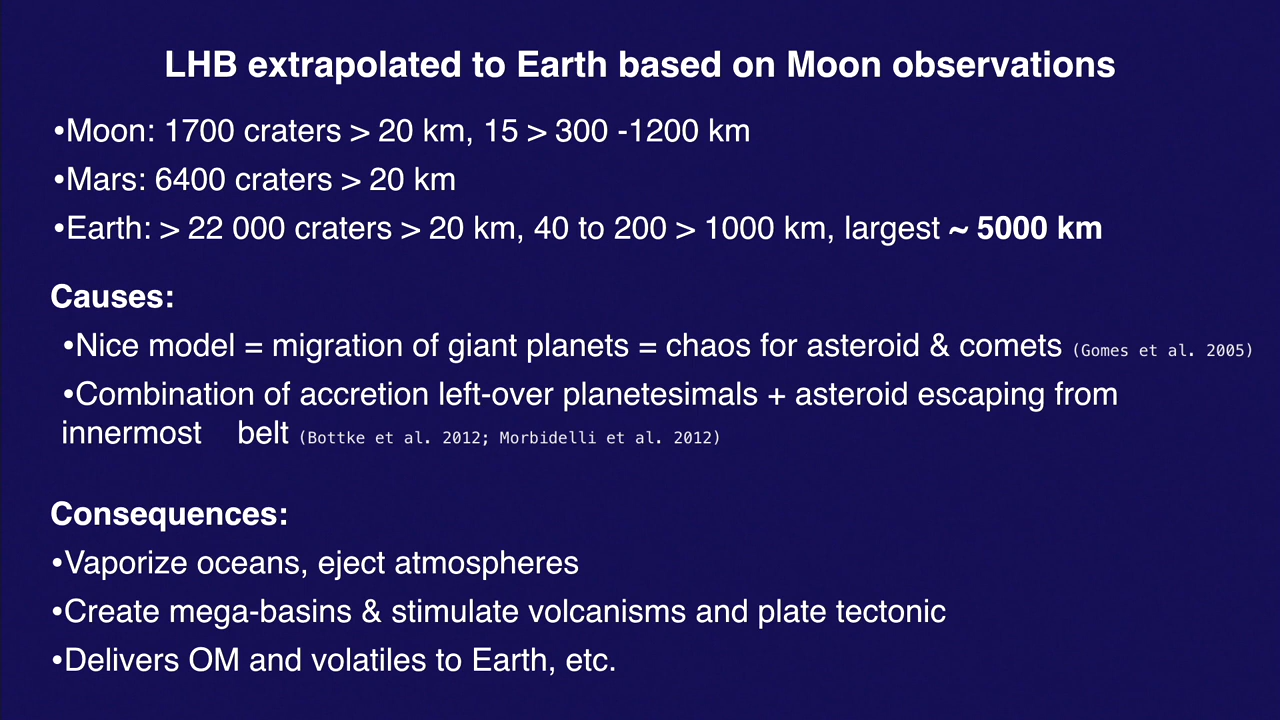 LHB extrapolated to Earth based on Moon observations
•Moon: 1700 craters > 20 km, 15 > 300 -1200 km
•Mars: 6400 craters > 20 km
•Earth: > 22 000 craters > 20 km, 40 to 200 > 1000 km, largest ~ 5000 km
Causes:
•Nice model = migration of giant planets = chaos for asteroid & comets (Gomes et al. 2005)
•Combination of accretion left-over planetesimals + asteroid escaping from
innermost    belt (Bottke et al. 2012; Morbidelli et al. 2012)
Consequences:
•Vaporize oceans, eject atmospheres
•Create mega-basins & stimulate volcanisms and plate tectonic
•Delivers OM and volatiles to Earth, etc.